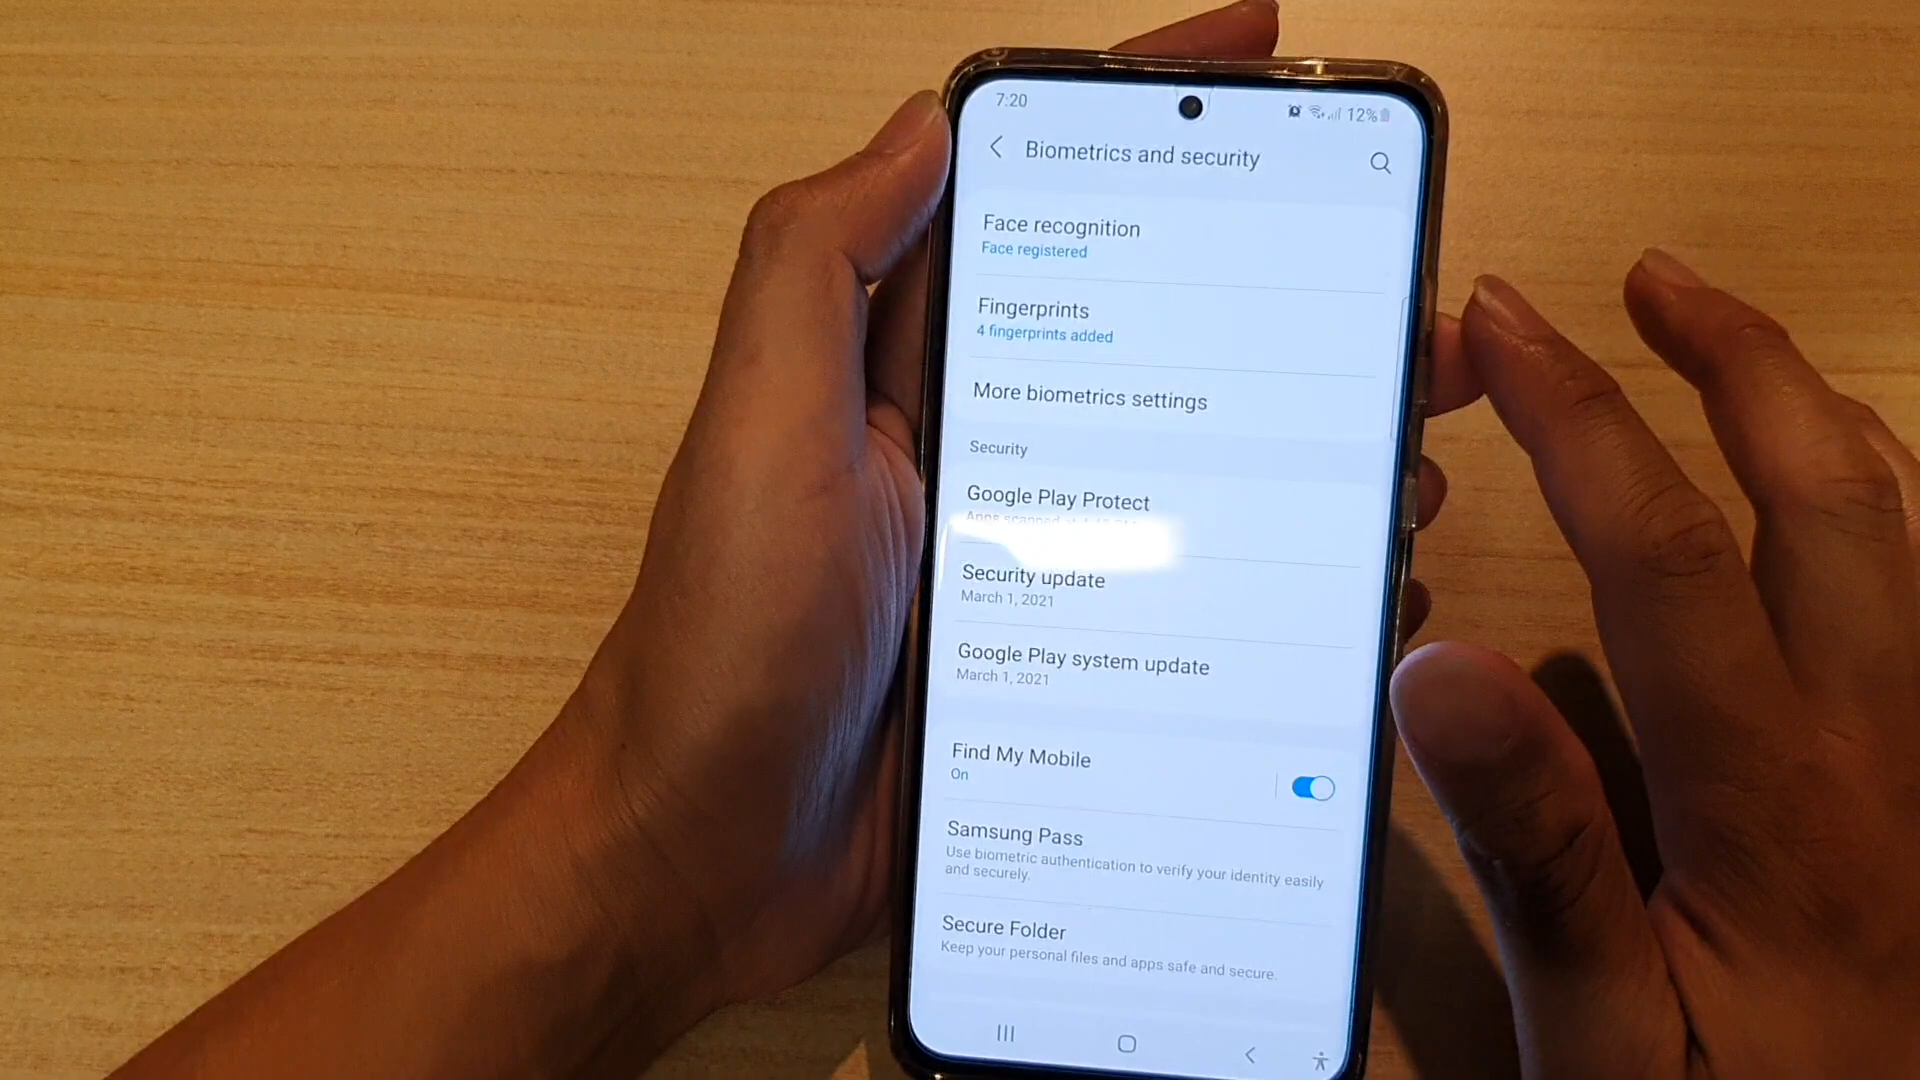 7:20
12%
Biometrics and security
Face recognition
Face registered
Fingerprints
4 fingerprints added
More biometrics settings
Security
Google Play Protect
Apps scanned at
Security update
March 1, 2021
Google Play system update
March 1, 2021
Find My Mobile
On
Samsung Pass
Use biometric authentication to verify your identity easily
and securely.
Secure Folder
Keep your personal files and apps safe and secure.